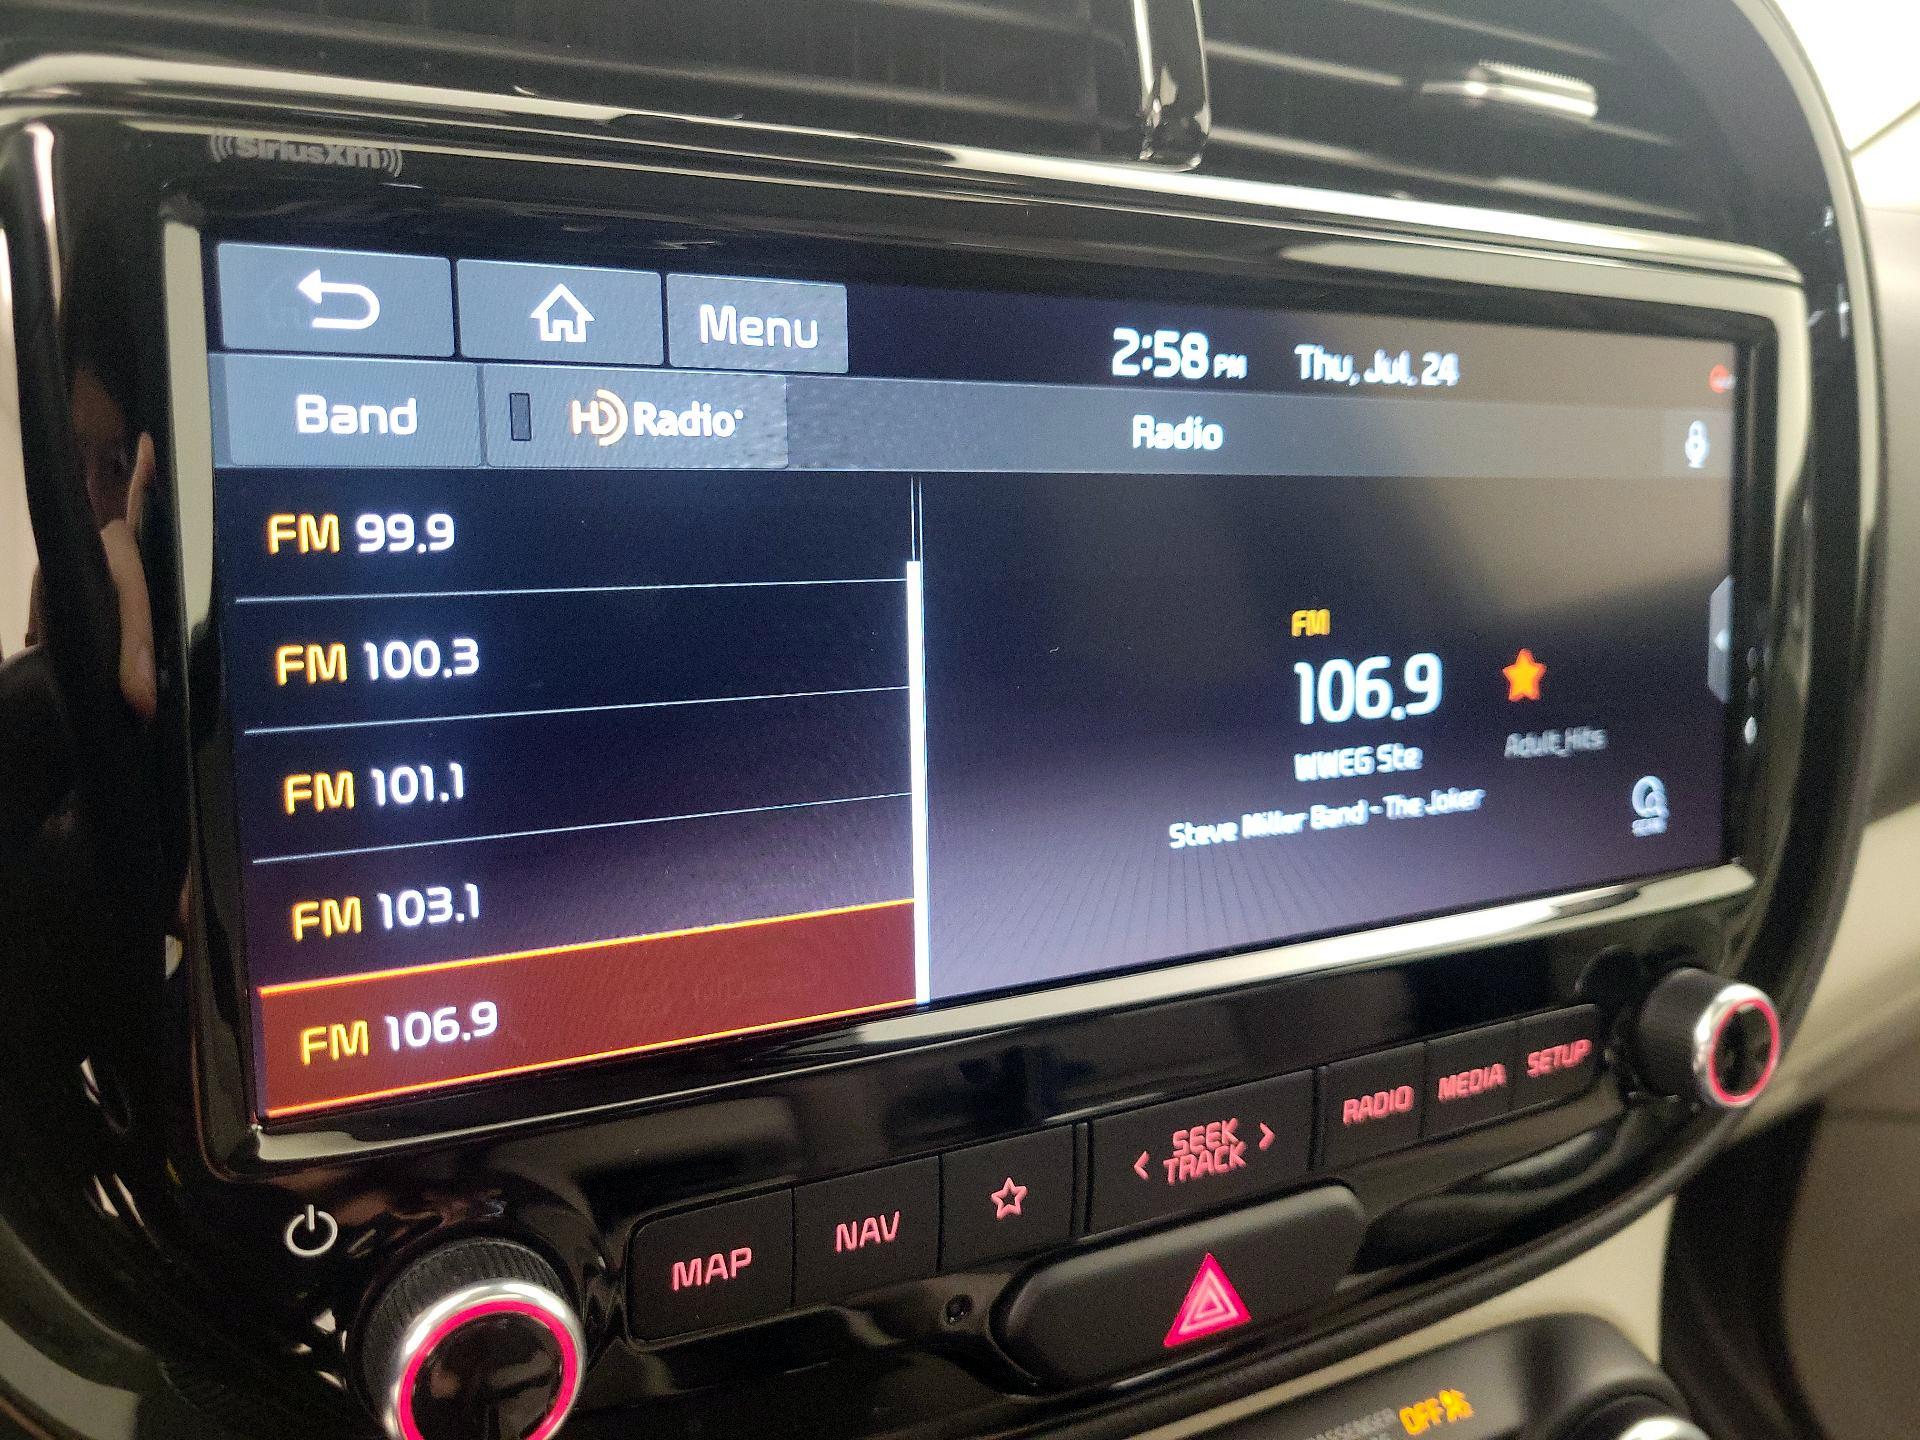 SiriusXM
Menu
2:58 PM Thu, Jul. 24
Band
HD Radio
Radio
FM 99.9
FM 100.3
FM 101.1
FM 103.1
FM 106.9
FM
106.9
WWEG Ste
Adult_Hits
Steve Miller Band - The Joker
SCAN
MAP
NAV
< SEEK >
TRACK
RADIO
MEDIA
SETUP
PASSENGER
OFF